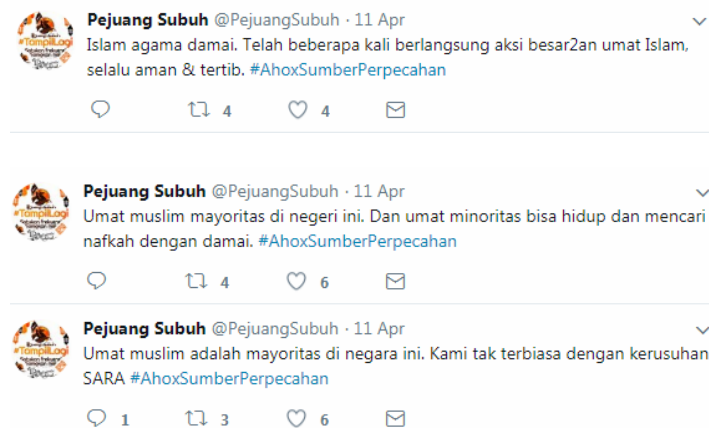 Pejuang Subuh @PejuangSubuh · 11 Apr
Islam agama damai. Telah beberapa kali berlangsung aksi besar2an umat Islam,
selalu aman & tertib. #AhoxSumberPerpecahan
4 4
Pejuang Subuh @PejuangSubuh · 11 Apr
Umat muslim mayoritas di negeri ini. Dan umat minoritas bisa hidup dan mencari
nafkah dengan damai. #AhoxSumberPerpecahan
4 6
Pejuang Subuh @PejuangSubuh · 11 Apr
Umat muslim adalah mayoritas di negara ini. Kami tak terbiasa dengan kerusuhan
SARA #AhoxSumberPerpecahan
1 3 6
#TampilLagi
#TampilLagi
#TampilLagi